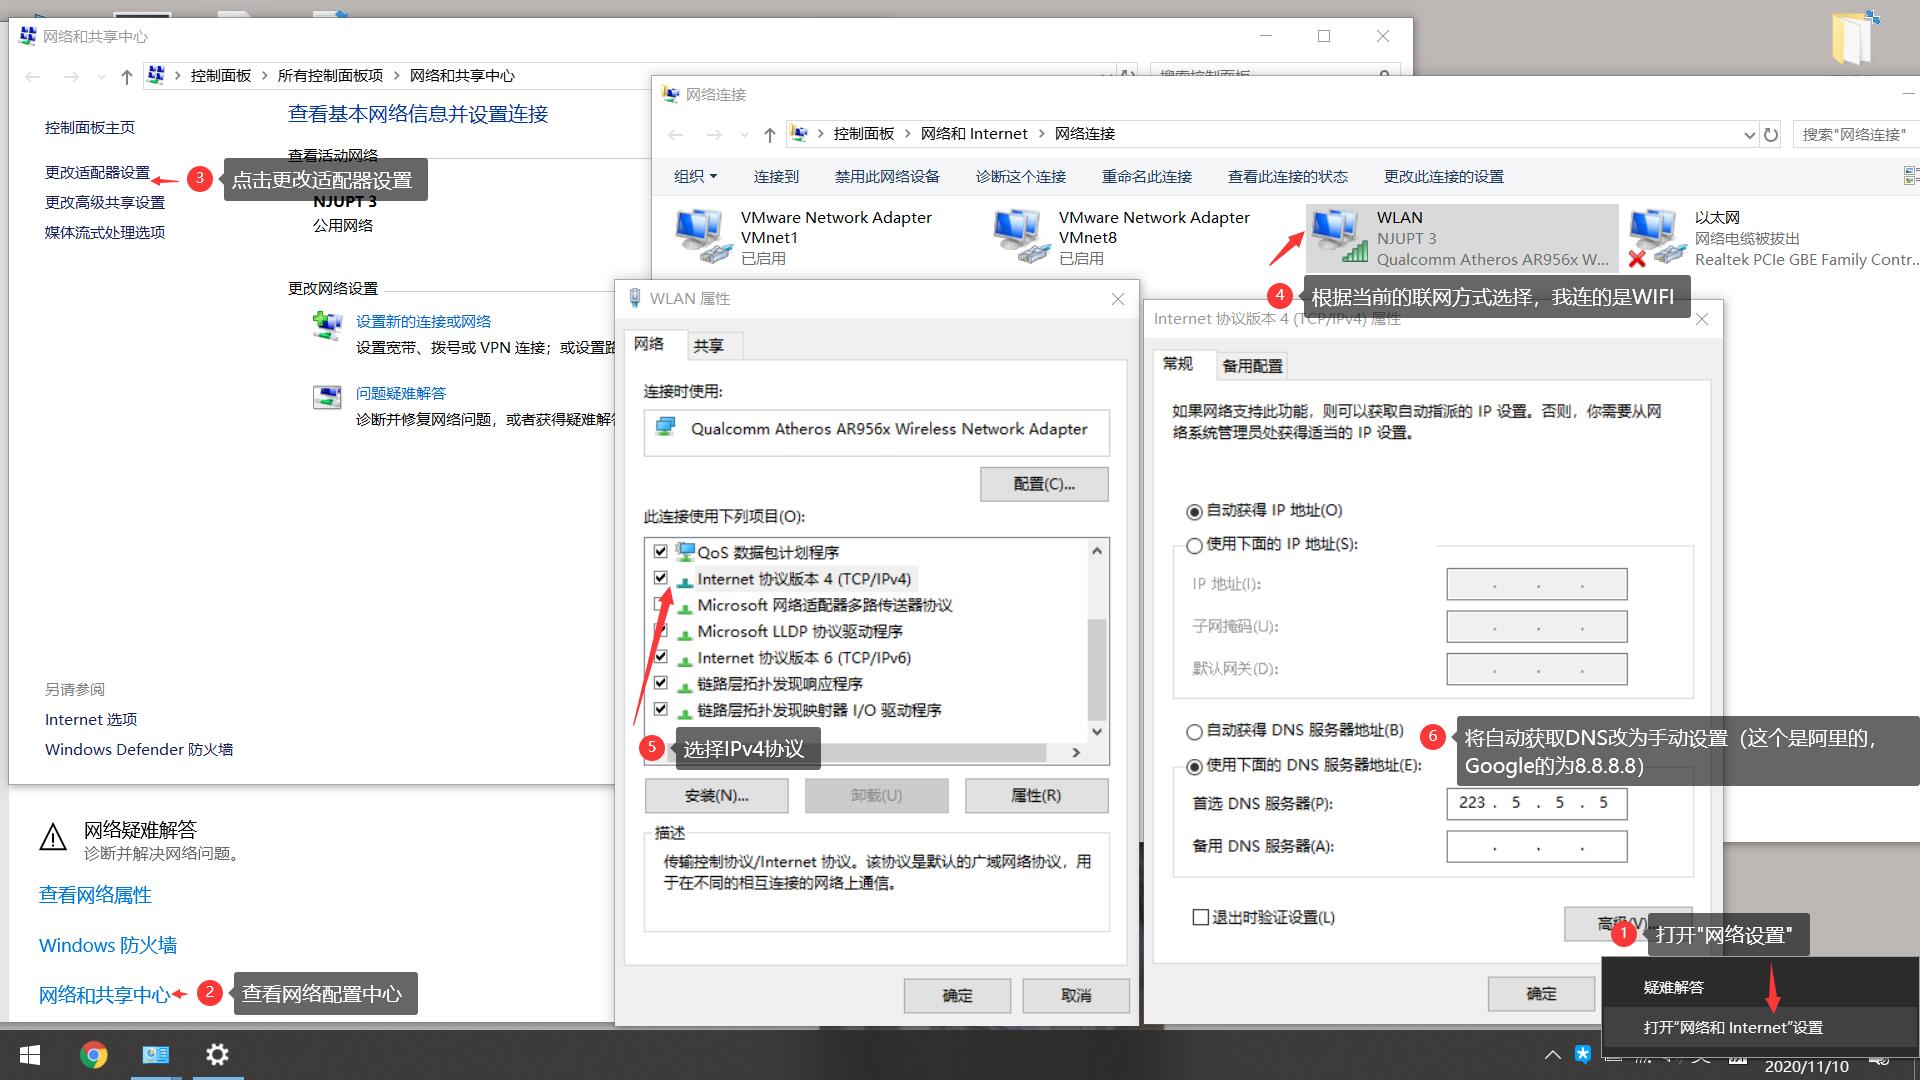 网络和共享中心
控制面板 所有控制面板项 网络和共享中心
搜索控制面板
控制面板主页
更改适配器设置
更改高级共享设置
媒体流式处理选项
3 点击更改适配器设置
查看基本网络信息并设置连接
查看活动网络
NJUPT 3
公用网络
更改网络设置
设置新的连接或网络
设置宽带、拨号或 VPN 连接；或设置路
问题疑难解答
诊断并修复网络问题，或者获得疑难解答
另请参阅
Internet 选项
Windows Defender 防火墙
网络疑难解答
诊断并解决网络问题。
查看网络属性
Windows 防火墙
网络和共享中心
2 查看网络配置中心
网络连接
控制面板 网络和 Internet 网络连接
搜索"网络连接"
组织 连接到 禁用此网络设备 诊断这个连接 重命名此连接 查看此连接的状态 更改此连接的设置
VMware Network Adapter
VMnet1
已启用
VMware Network Adapter
VMnet8
已启用
WLAN
NJUPT 3
Qualcomm Atheros AR956x W...
以太网
网络电缆被拔出
Realtek PCIe GBE Family Contr...
4 根据当前的联网方式选择，我连的是WIFI
WLAN 属性
网络 共享
连接时使用:
Qualcomm Atheros AR956x Wireless Network Adapter
配置(C)...
此连接使用下列项目(O):
QoS 数据包计划程序
Internet 协议版本 4 (TCP/IPv4)
Microsoft 网络适配器多路传送器协议
Microsoft LLDP 协议驱动程序
Internet 协议版本 6 (TCP/IPv6)
链路层拓扑发现响应程序
链路层拓扑发现映射器 I/O 驱动程序
5 选择IPv4协议
安装(N)... 卸载(U) 属性(R)
描述
传输控制协议/Internet 协议。该协议是默认的广域网络协议，用
于在不同的相互连接的网络上通信。
确定 取消
Internet 协议版本 4 (TCP/IPv4) 属性
常规 备用配置
如果网络支持此功能，则可以获取自动指派的 IP 设置。否则，你需要从网
络系统管理员处获得适当的 IP 设置。
自动获得 IP 地址(O)
使用下面的 IP 地址(S):
IP 地址(I):
子网掩码(U):
默认网关(D):
自动获得 DNS 服务器地址(B)
使用下面的 DNS 服务器地址(E):
首选 DNS 服务器(P): 223 . 5 . 5 . 5
备用 DNS 服务器(A):
6 将自动获取DNS改为手动设置（这个是阿里的，
Google的为8.8.8.8）
退出时验证设置(L)
高级(V)...
确定
1 打开"网络设置"
疑难解答
打开"网络和 Internet"设置
2020/11/10